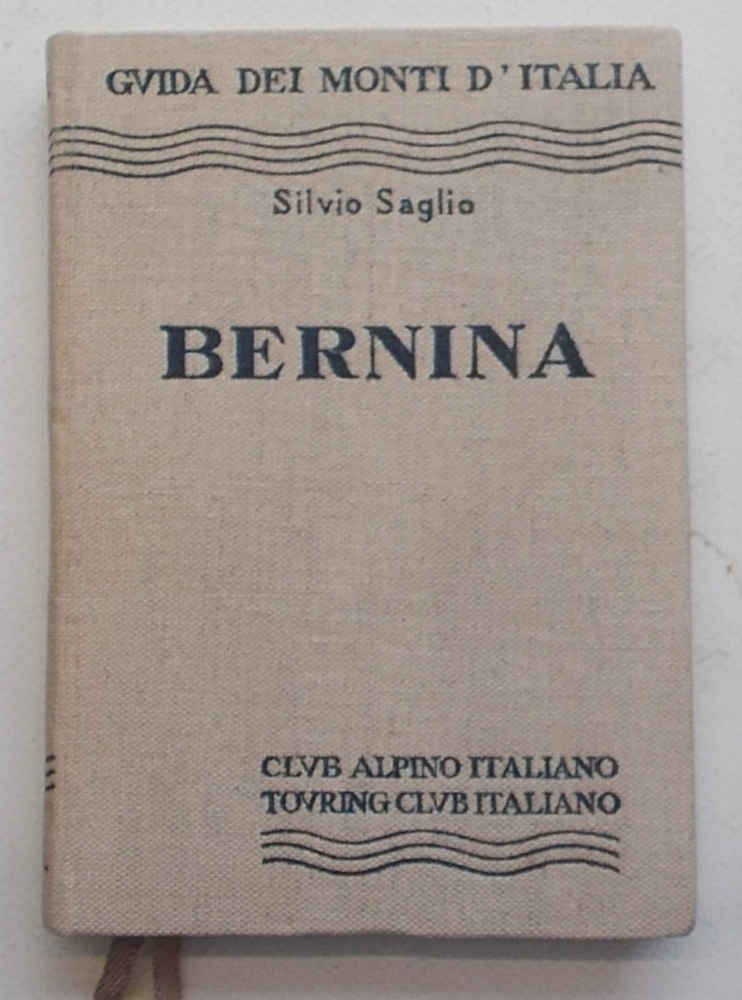 GVIDA DEI MONTI D'ITALIA
Silvio Saglio
BERNINA
CLVB ALPINO ITALIANO
TOVRING CLVB ITALIANO